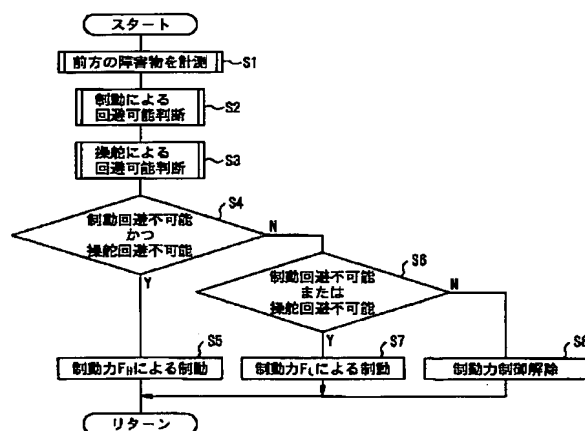 スタート
前方の障害物を計測
S1
制動による
回避可能判断
S2
操舵による
回避可能判断
S3
S4
制動回避不可能
かつ
操舵回避不可能
N
Y
S6
制動回避不可能
または
操舵回避不可能
N
Y
S5
制動力FHによる制動
S7
制動力FLによる制動
S8
制動力制御解除
リターン